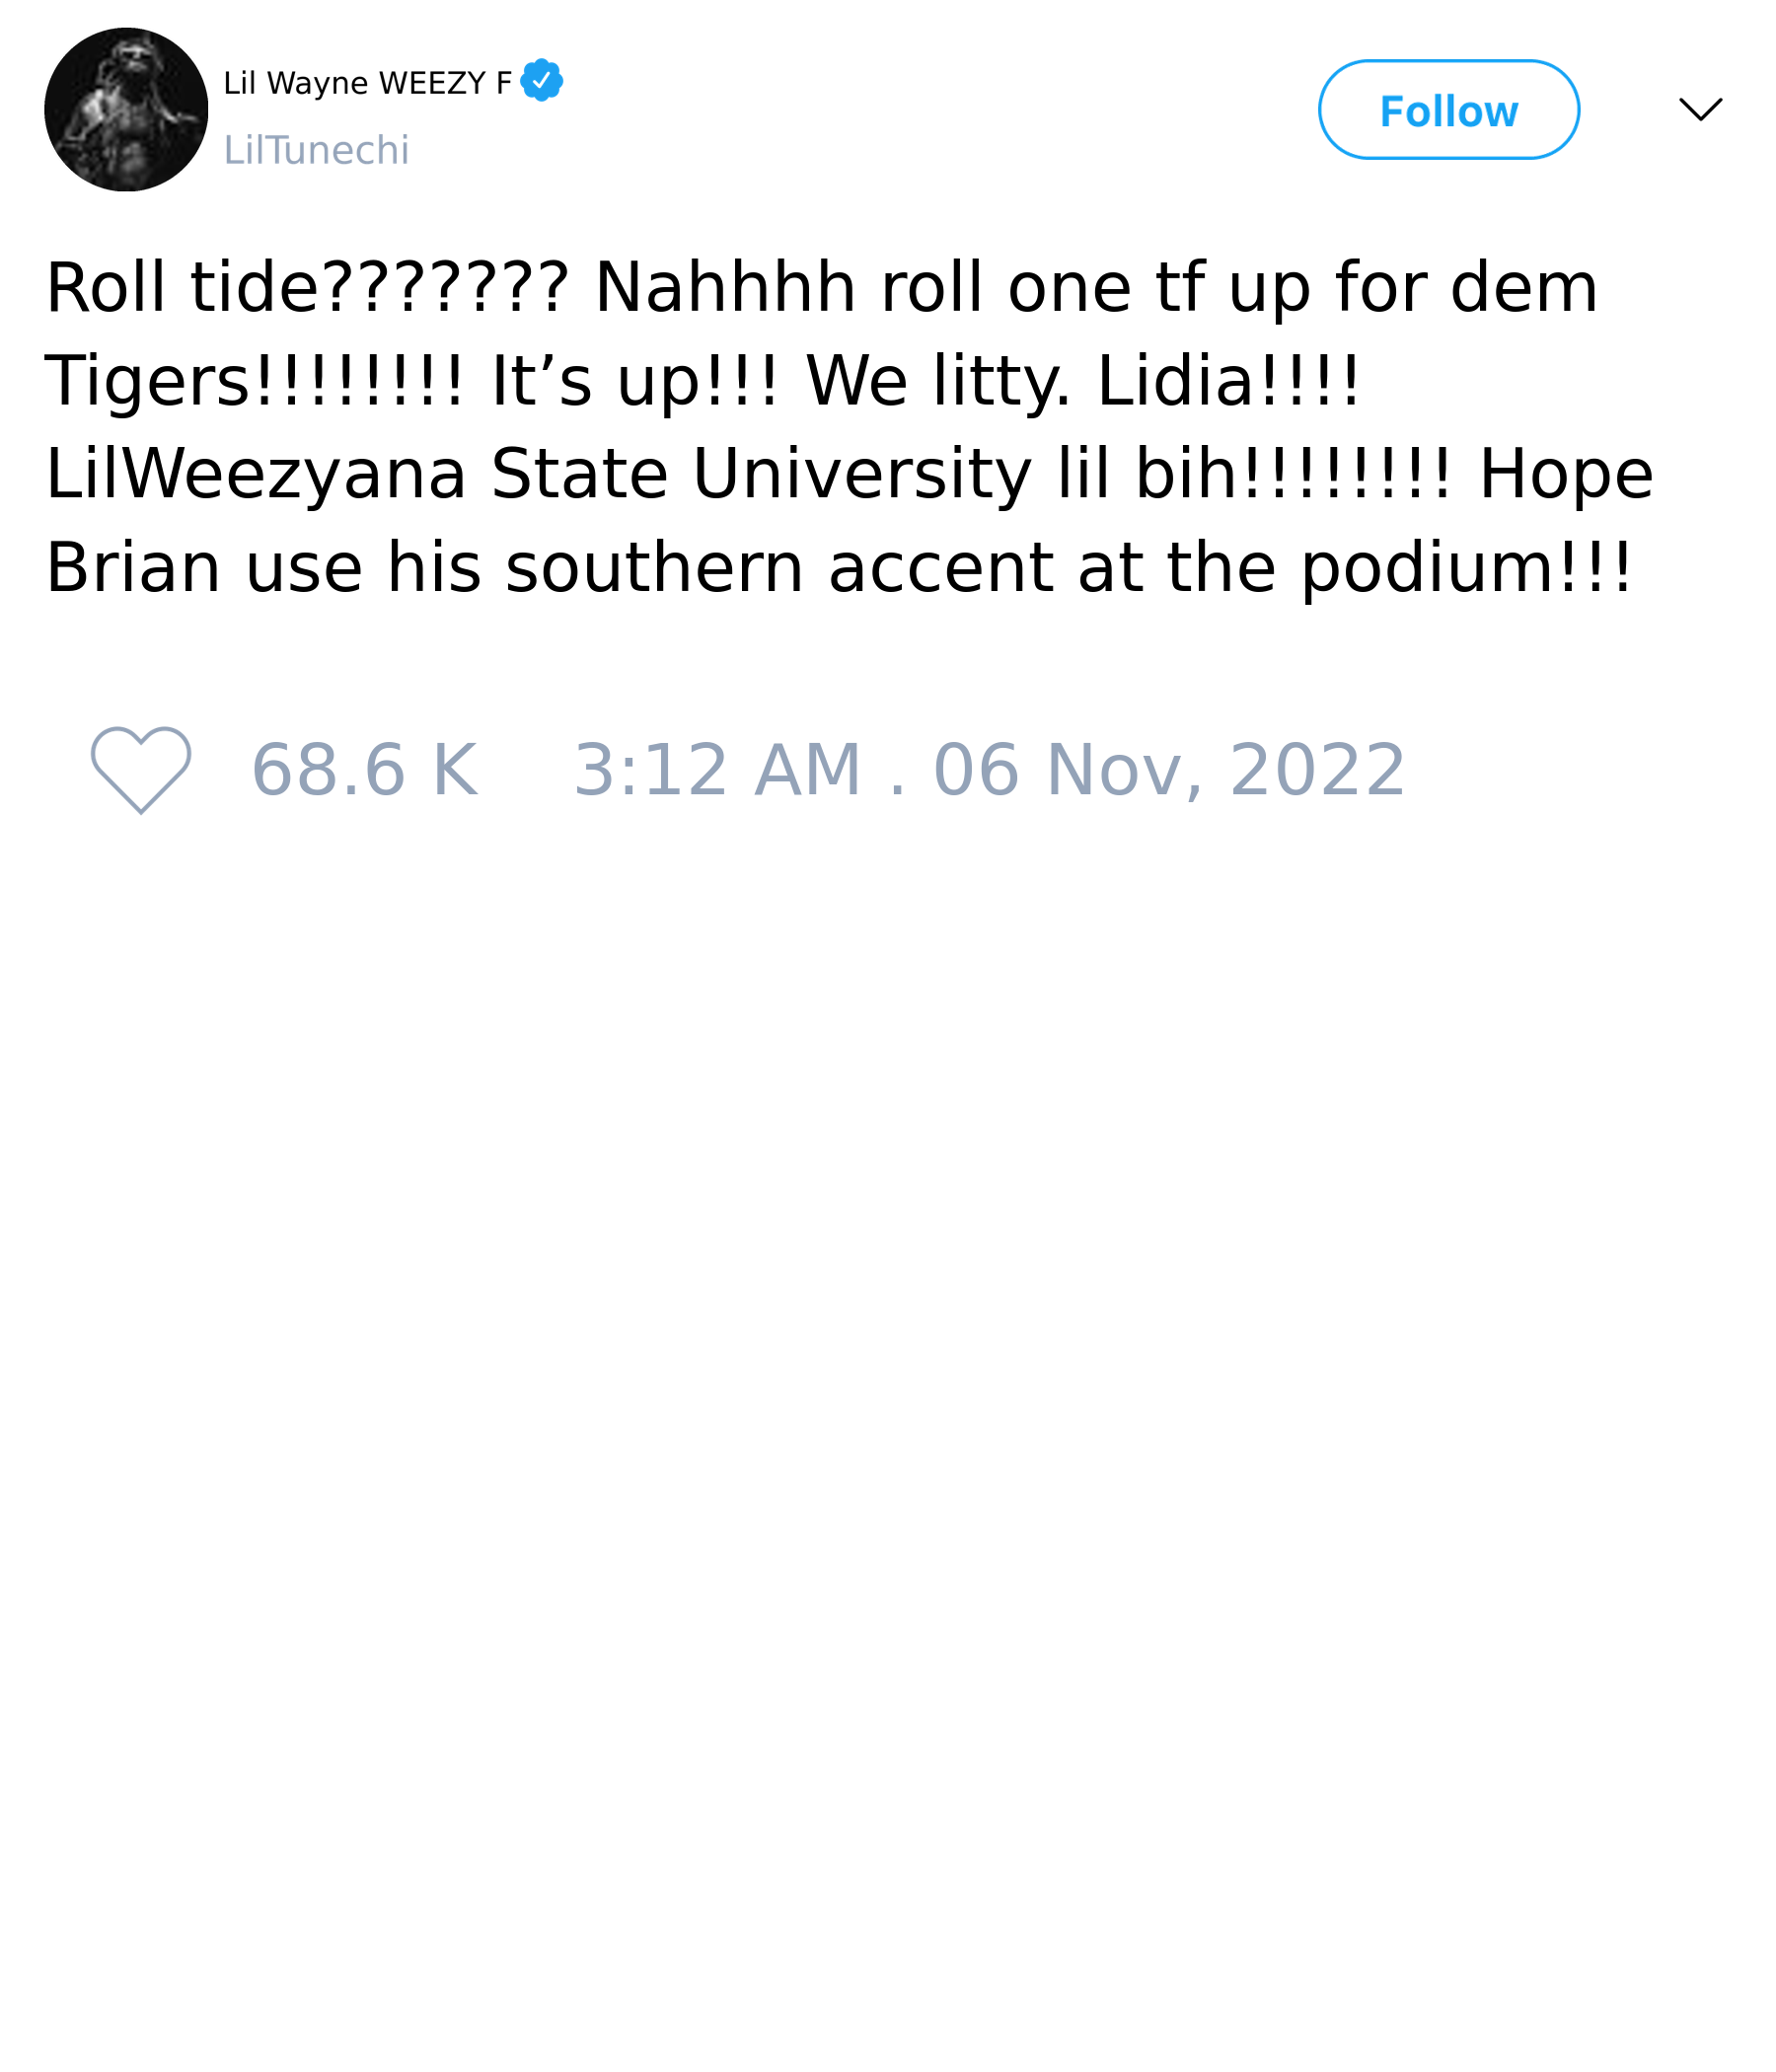 Lil Wayne WEEZY F
LilTunechi
Follow
Roll tide??????? Nahhhh roll one tf up for dem
Tigers!!!!!!!! It’s up!!! We litty. Lidia!!!!
LilWeezyana State University lil bih!!!!!!!! Hope
Brian use his southern accent at the podium!!!
68.6 K 3:12 AM . 06 Nov, 2022